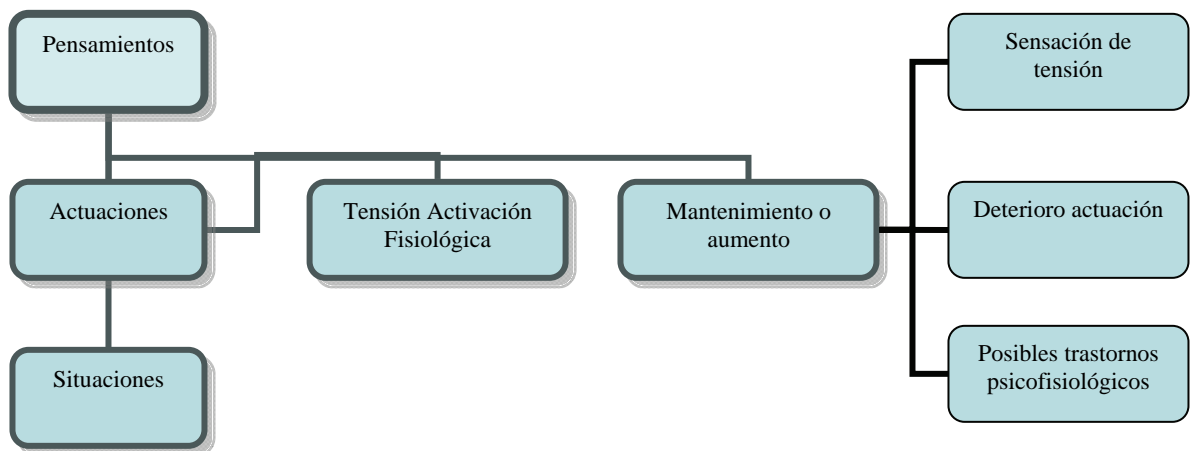 Pensamientos
Sensación de
tensión
Actuaciones
Tensión Activación
Fisiológica
Mantenimiento o
aumento
Deterioro actuación
Situaciones
Posibles trastornos
psicofisiológicos